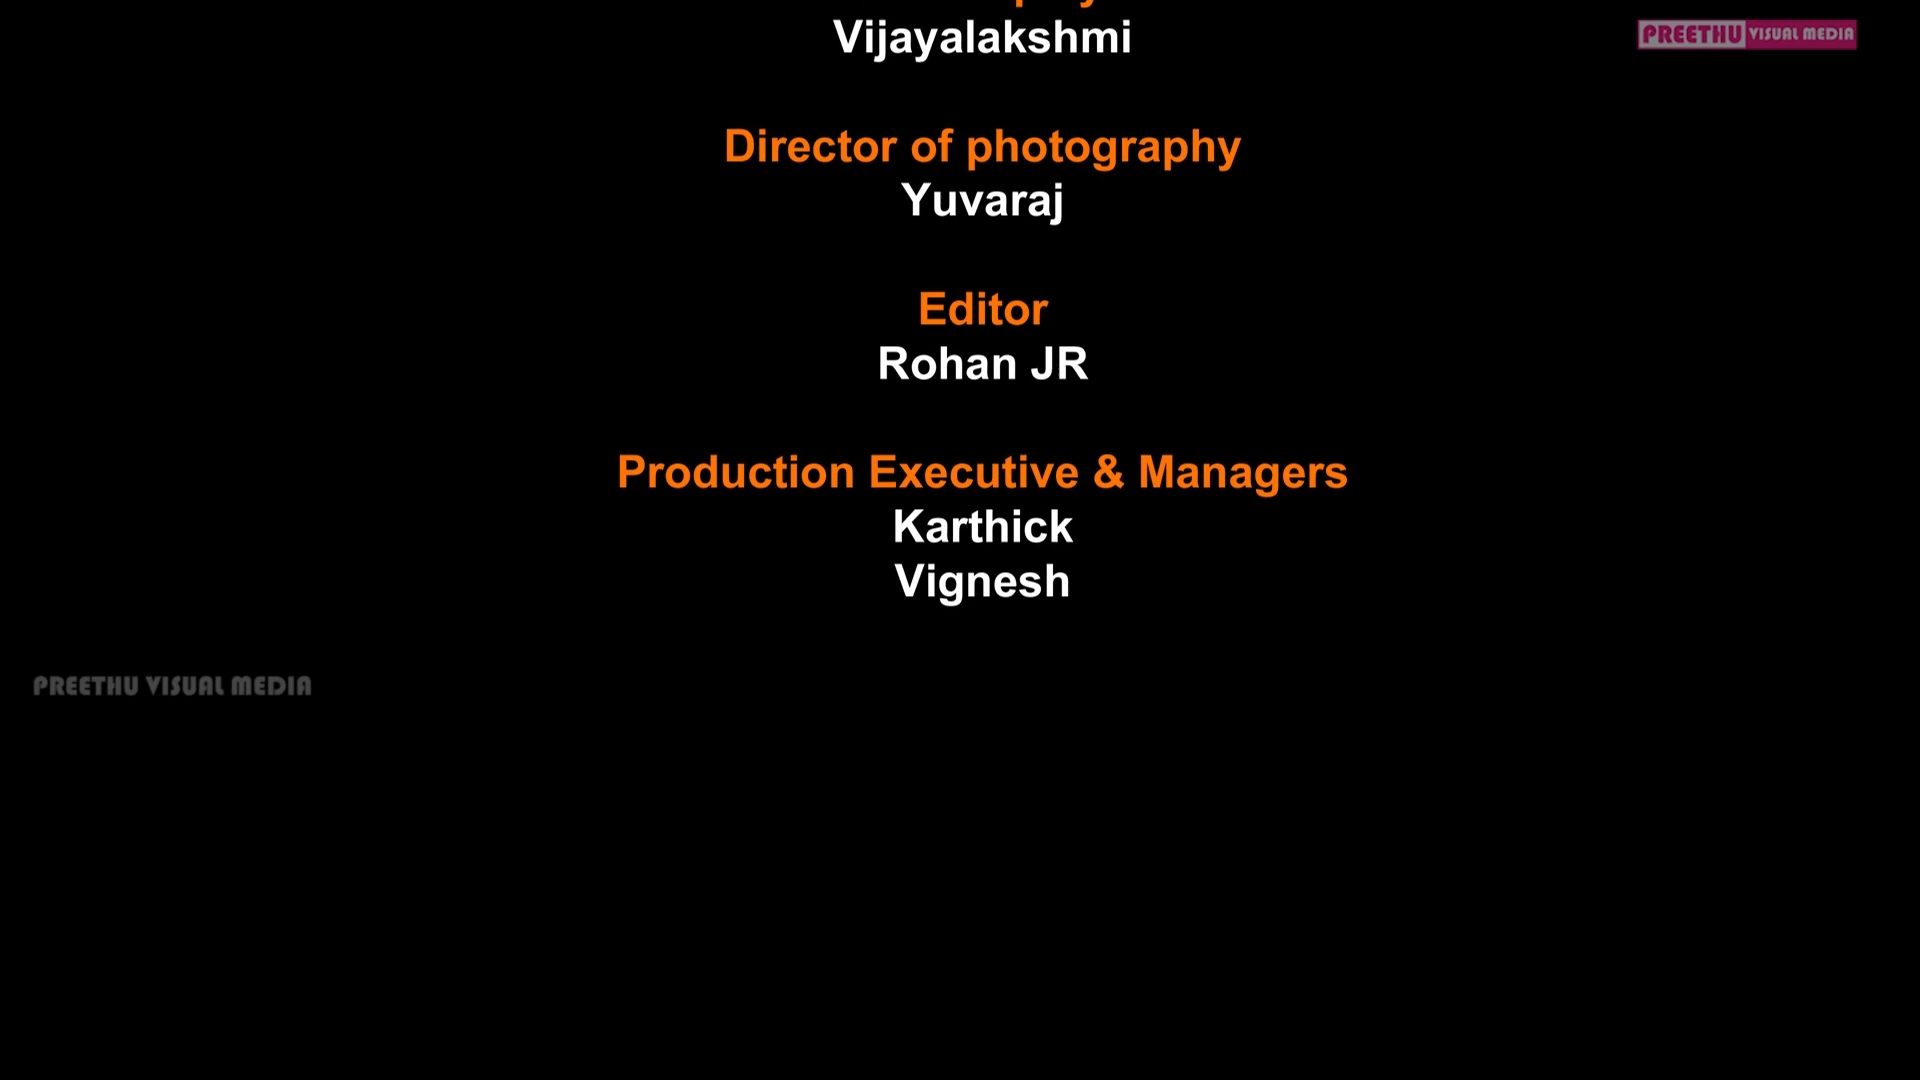 Vijayalakshmi
PREETHU VISUAL MEDIA
Director of photography
Yuvaraj
Editor
Rohan JR
Production Executive & Managers
Karthick
Vignesh
PREETHU VISUAL MEDIA